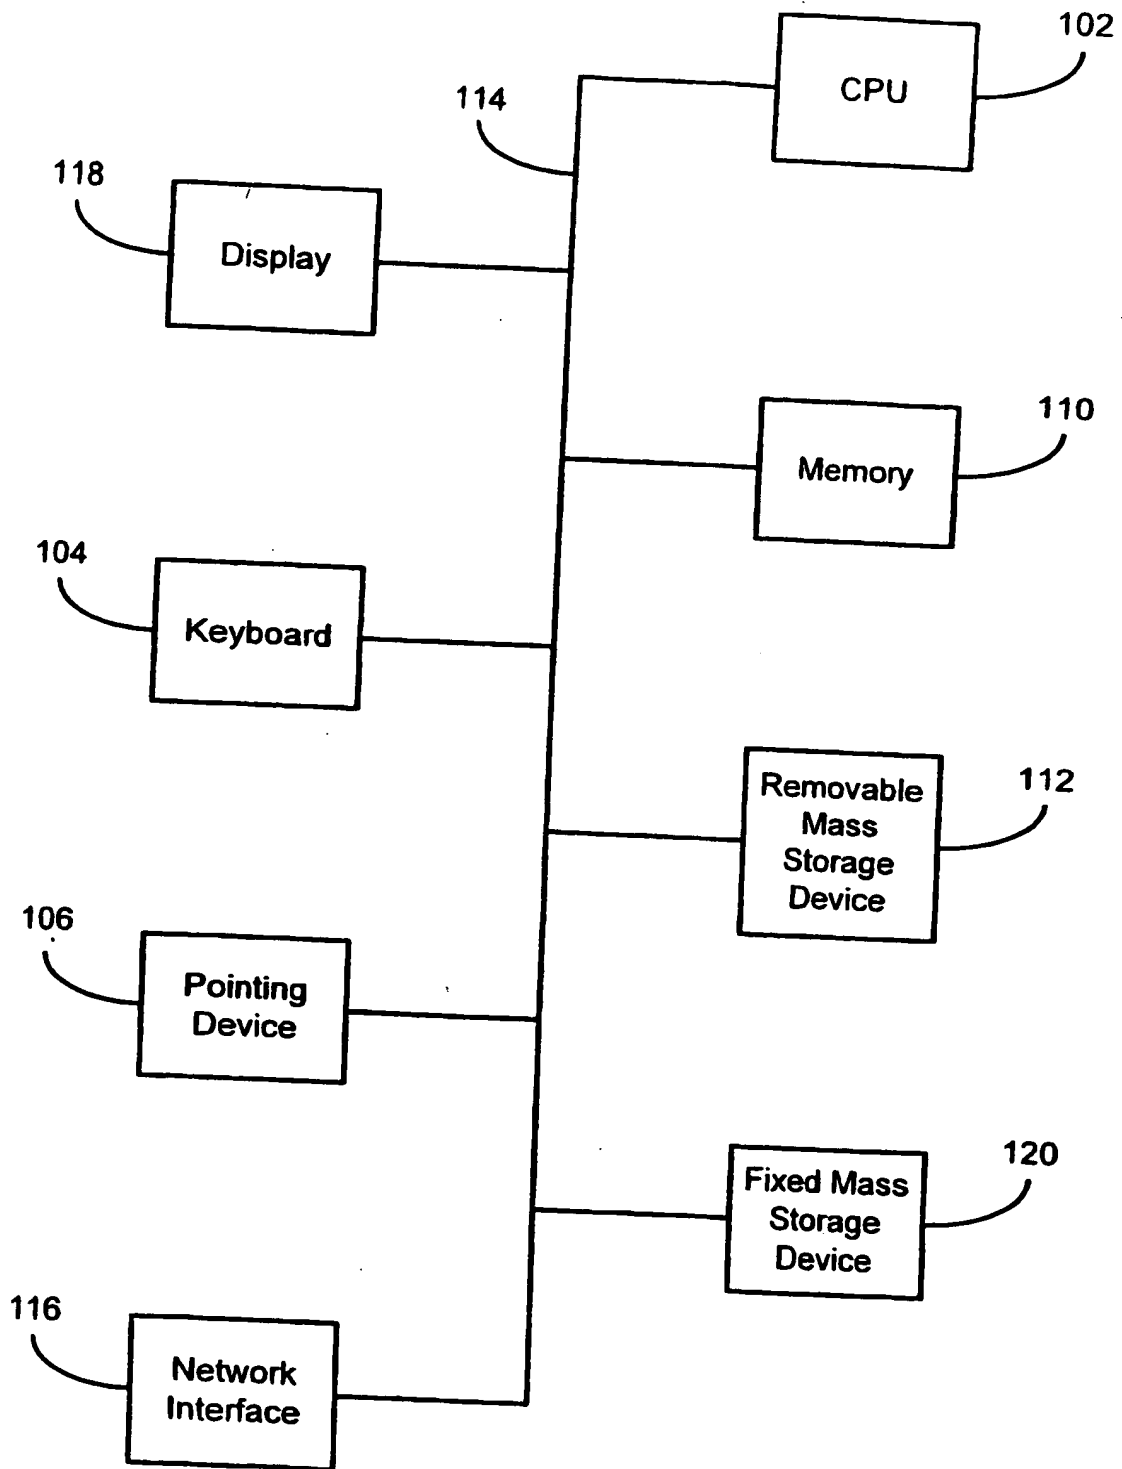 102
CPU
114
118
Display
110
Memory
104
Keyboard
112
Removable
Mass
Storage
Device
106
Pointing
Device
120
Fixed Mass
Storage
Device
116
Network
Interface